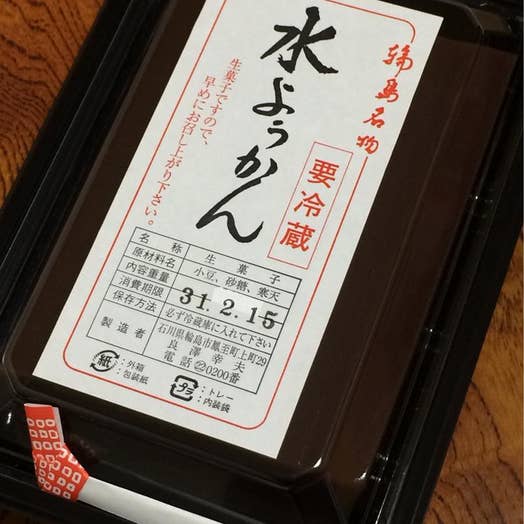 輪島名物
水ようかん
要冷蔵
生菓子ですので、
早めにお召し上がり下さい。
名称 生菓子
原材料名 小豆、砂糖、寒天
内容重量
消費期限 31.2.15
保存方法 必ず冷蔵庫に入れて下さい
製造者 石川県輪島市鳳至町上町29
良澤幸夫
電話㉒0200番
紙 :外箱
:包装紙
プラ :トレー
:内装袋